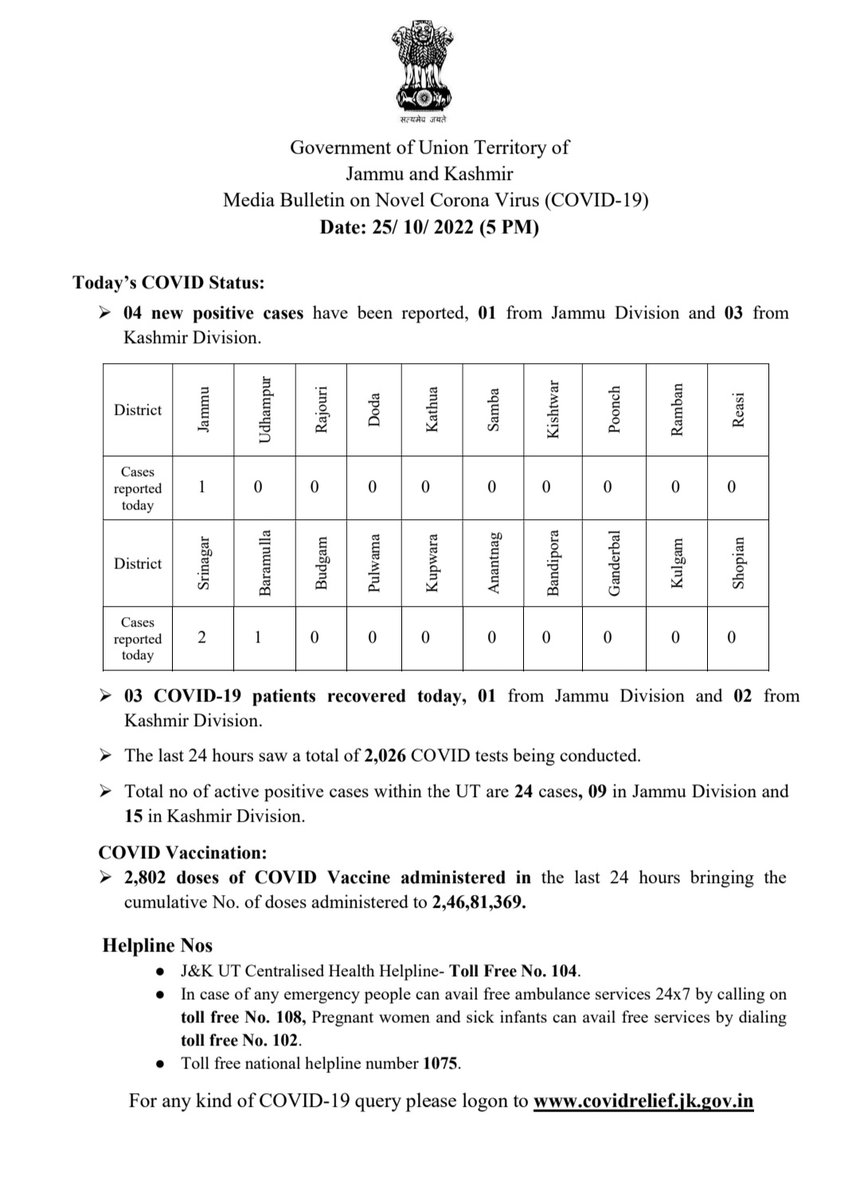 सत्यमेव जयते
Government of Union Territory of
Jammu and Kashmir
Media Bulletin on Novel Corona Virus (COVID-19)
Date: 25/ 10/ 2022 (5 PM)
Today’s COVID Status:
➢ 04 new positive cases have been reported, 01 from Jammu Division and 03 from
Kashmir Division.
District Jammu Udhampur Rajouri Doda Kathua Samba Kishtwar Poonch Ramban Reasi
Cases
reported
today
1 0 0 0 0 0 0 0 0 0
District Srinagar Baramulla Budgam Pulwama Kupwara Anantnag Bandipora Ganderbal Kulgam Shopian
Cases
reported
today
2 1 0 0 0 0 0 0 0 0
➢ 03 COVID-19 patients recovered today, 01 from Jammu Division and 02 from
Kashmir Division.
➢ The last 24 hours saw a total of 2,026 COVID tests being conducted.
➢ Total no of active positive cases within the UT are 24 cases, 09 in Jammu Division and
15 in Kashmir Division.
COVID Vaccination:
➢ 2,802 doses of COVID Vaccine administered in the last 24 hours bringing the
cumulative No. of doses administered to 2,46,81,369.
Helpline Nos
● J&K UT Centralised Health Helpline- Toll Free No. 104.
● In case of any emergency people can avail free ambulance services 24x7 by calling on
toll free No. 108, Pregnant women and sick infants can avail free services by dialing
toll free No. 102.
● Toll free national helpline number 1075.
For any kind of COVID-19 query please logon to www.covidrelief.jk.gov.in